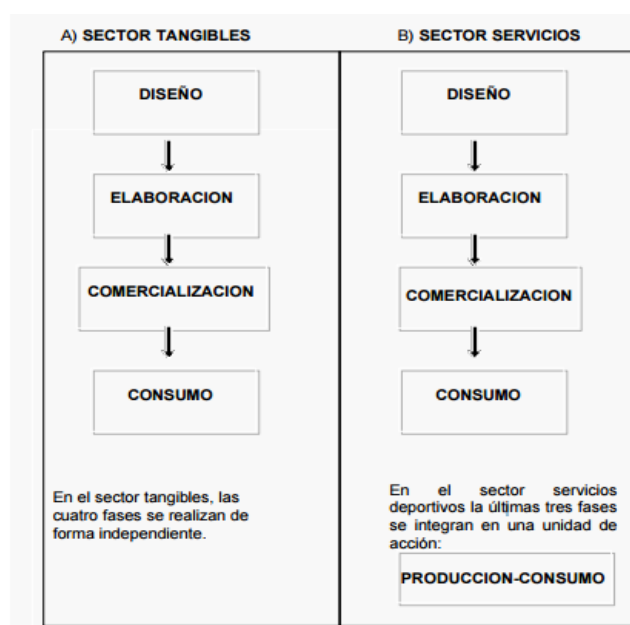 A) SECTOR TANGIBLES
DISEÑO
ELABORACION
COMERCIALIZACION
CONSUMO
En el sector tangibles, las
cuatro fases se realizan de
forma independiente.
B) SECTOR SERVICIOS
DISEÑO
ELABORACION
COMERCIALIZACION
CONSUMO
En el sector servicios
deportivos la últimas tres fases
se integran en una unidad de
acción:
PRODUCCION-CONSUMO